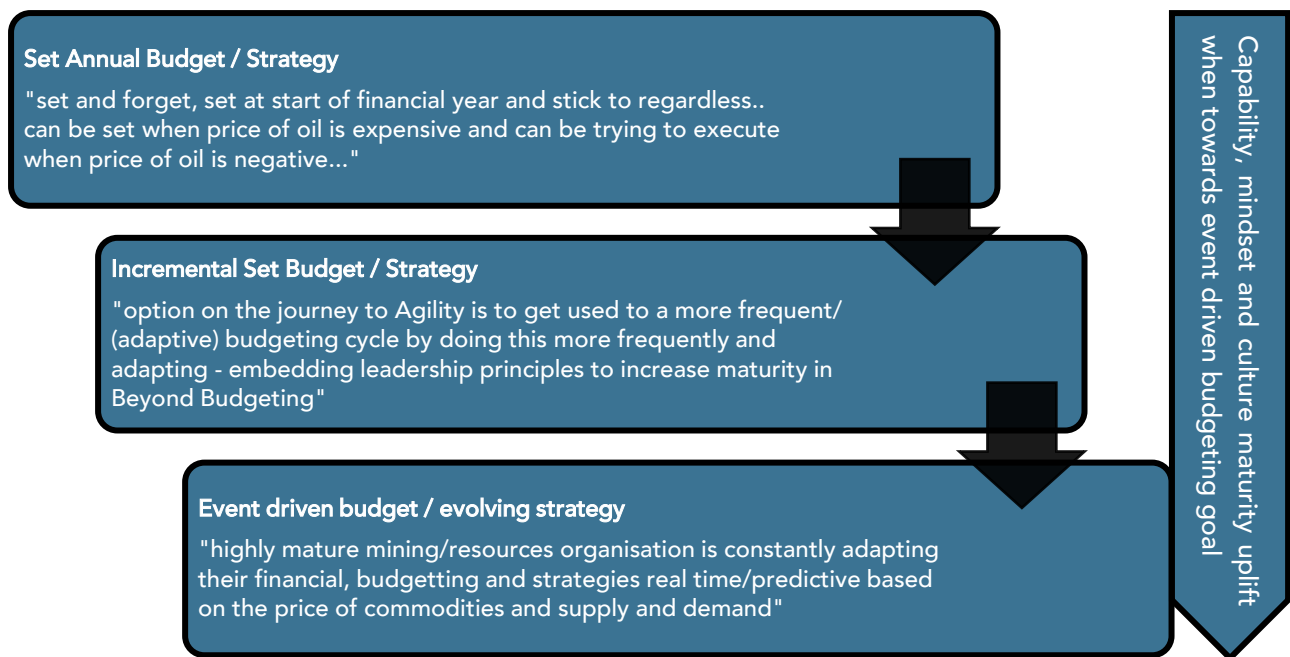 Set Annual Budget / Strategy
"set and forget, set at start of financial year and stick to regardless..
can be set when price of oil is expensive and can be trying to execute
when price of oil is negative..."
Incremental Set Budget / Strategy
"option on the journey to Agility is to get used to a more frequent/
(adaptive) budgeting cycle by doing this more frequently and
adapting - embedding leadership principles to increase maturity in
Beyond Budgeting"
Event driven budget / evolving strategy
"highly mature mining/resources organisation is constantly adapting
their financial, budgetting and strategies real time/predictive based
on the price of commodities and supply and demand"
Capability, mindset and culture maturity uplift
when towards event driven budgeting goal